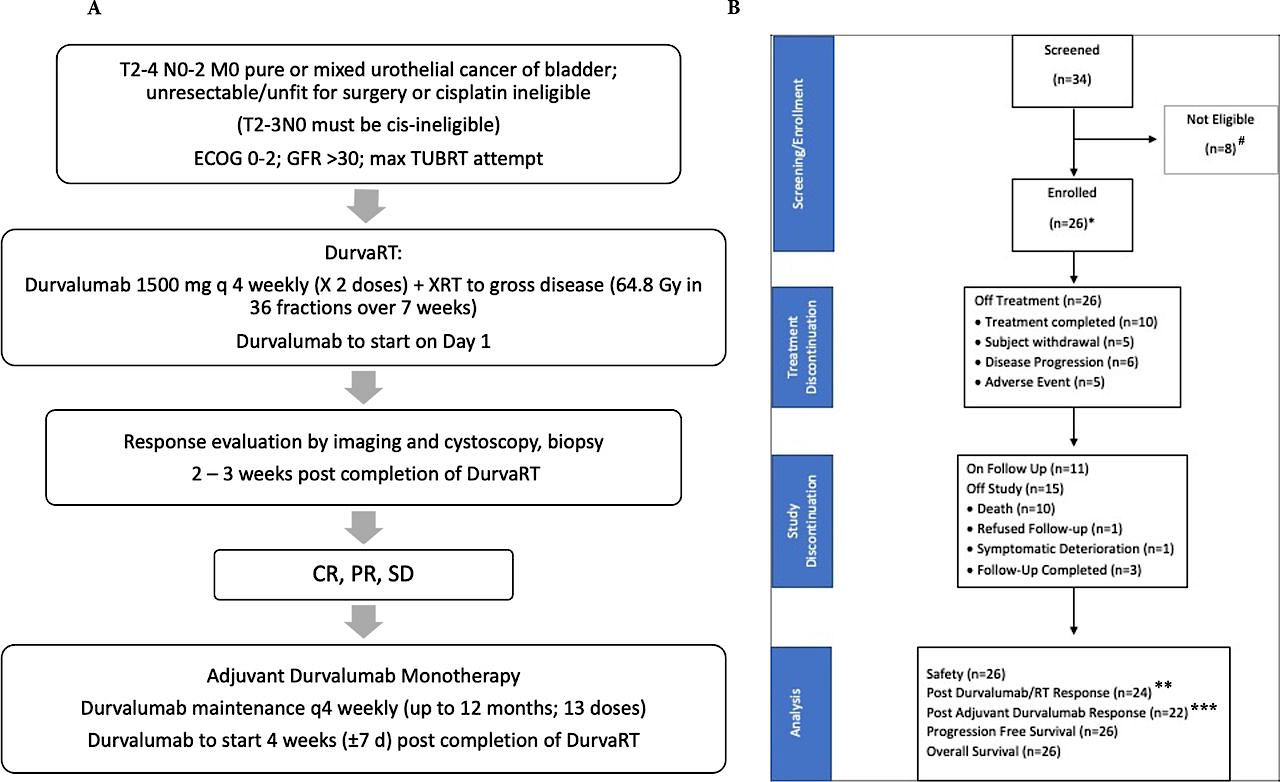 A
T2-4 N0-2 M0 pure or mixed urothelial cancer of bladder;
unresectable/unfit for surgery or cisplatin ineligible
(T2-3N0 must be cis-ineligible)
ECOG 0-2; GFR >30; max TUBRT attempt
DurvaRT:
Durvalumab 1500 mg q 4 weekly (X 2 doses) + XRT to gross disease (64.8 Gy in
36 fractions over 7 weeks)
Durvalumab to start on Day 1
Response evaluation by imaging and cystoscopy, biopsy
2 – 3 weeks post completion of DurvaRT
CR, PR, SD
Adjuvant Durvalumab Monotherapy
Durvalumab maintenance q4 weekly (up to 12 months; 13 doses)
Durvalumab to start 4 weeks (±7 d) post completion of DurvaRT
B
Screening/Enrollment
Screened
(n=34)
Not Eligible
(n=8)#
Enrolled
(n=26)*
Treatment
Discontinuation
Off Treatment (n=26)
• Treatment completed (n=10)
• Subject withdrawal (n=5)
• Disease Progression (n=6)
• Adverse Event (n=5)
Study
Discontinuation
On Follow Up (n=11)
Off Study (n=15)
• Death (n=10)
• Refused Follow-up (n=1)
• Symptomatic Deterioration (n=1)
• Follow-Up Completed (n=3)
Analysis
Safety (n=26)
Post Durvalumab/RT Response (n=24) **
Post Adjuvant Durvalumab Response (n=22) ***
Progression Free Survival (n=26)
Overall Survival (n=26)